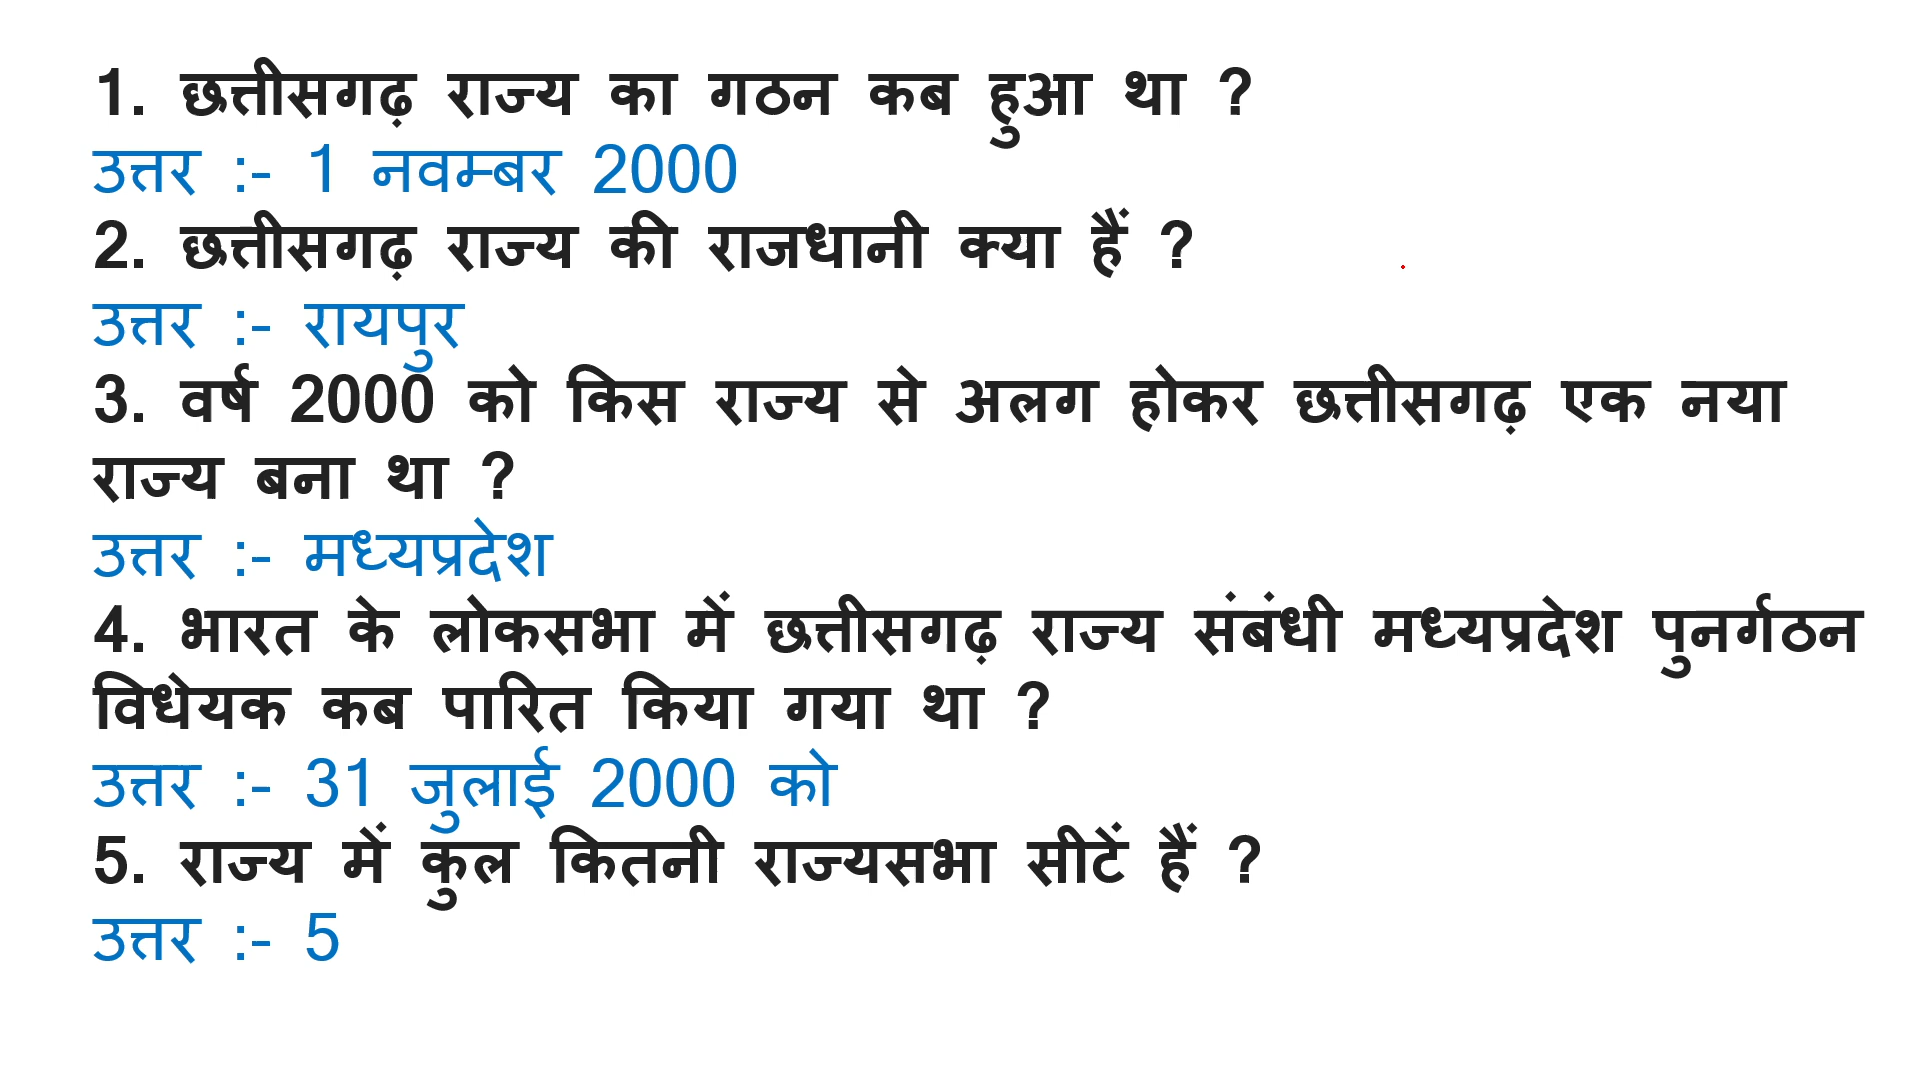 1. छत्तीसगढ़ राज्य का गठन कब हुआ था ?
उत्तर :- 1 नवम्बर 2000
2. छत्तीसगढ़ राज्य की राजधानी क्या हैं ?
उत्तर :- रायपुर
3. वर्ष 2000 को किस राज्य से अलग होकर छत्तीसगढ़ एक नया
राज्य बना था ?
उत्तर :- मध्यप्रदेश
4. भारत के लोकसभा में छत्तीसगढ़ राज्य संबंधी मध्यप्रदेश पुनर्गठन
विधेयक कब पारित किया गया था ?
उत्तर :- 31 जुलाई 2000 को
5. राज्य में कुल कितनी राज्यसभा सीटें हैं ?
उत्तर :- 5